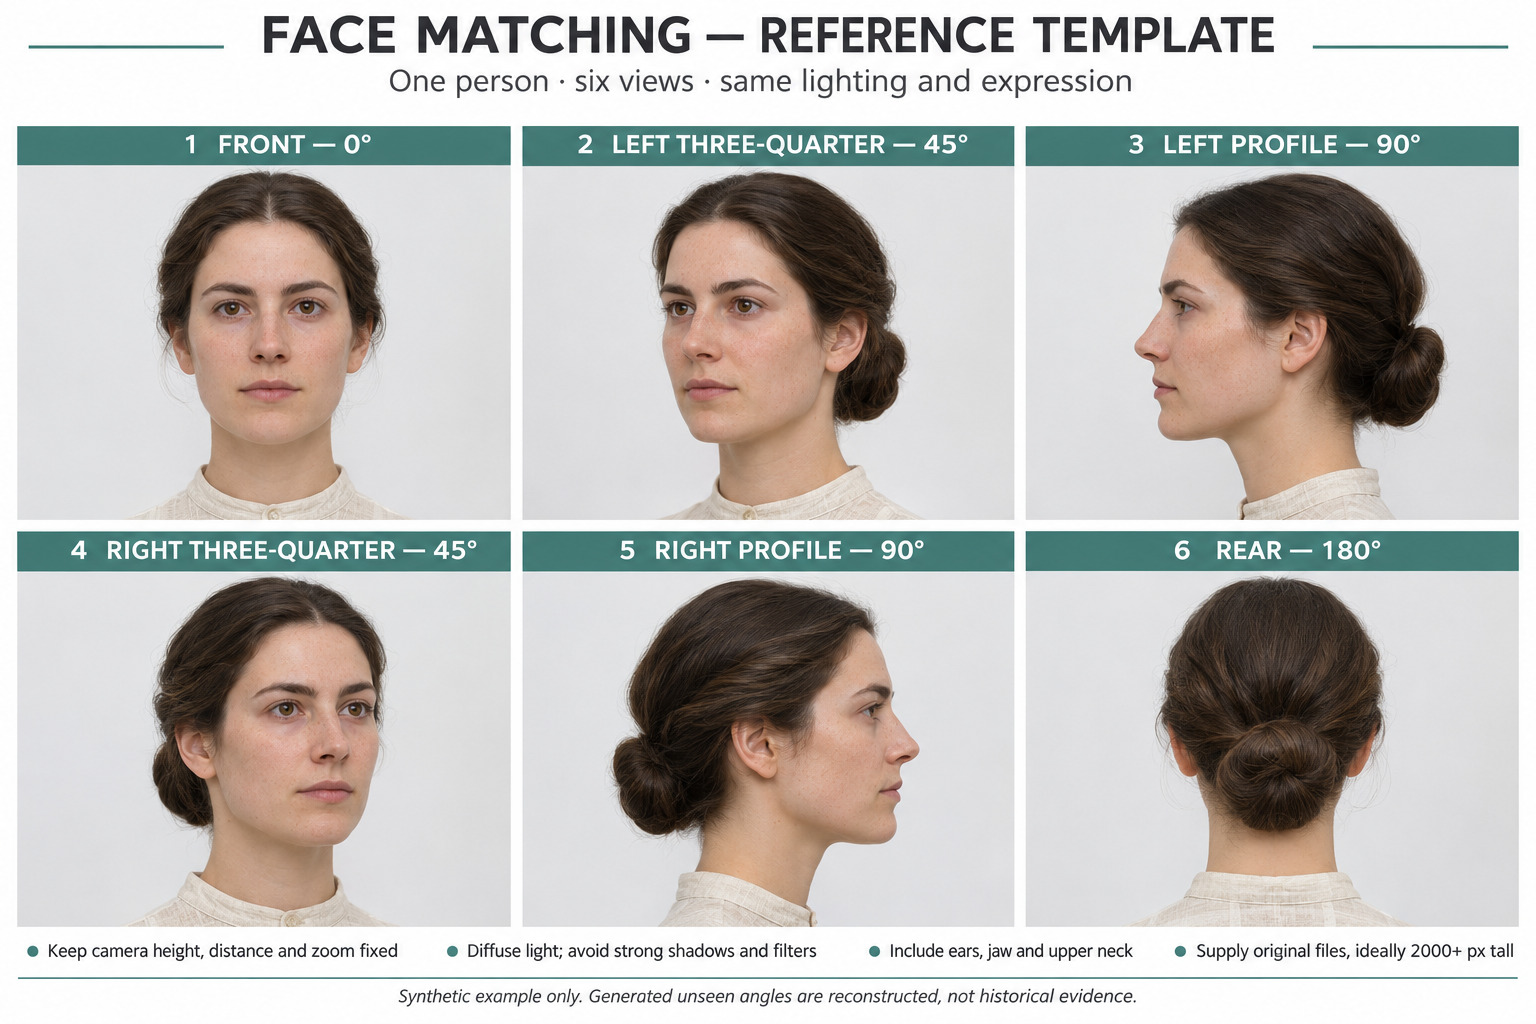 FACE MATCHING — REFERENCE TEMPLATE
One person · six views · same lighting and expression
1 FRONT — 0°
2 LEFT THREE-QUARTER — 45°
3 LEFT PROFILE — 90°
4 RIGHT THREE-QUARTER — 45°
5 RIGHT PROFILE — 90°
6 REAR — 180°
● Keep camera height, distance and zoom fixed
● Diffuse light; avoid strong shadows and filters
● Include ears, jaw and upper neck
● Supply original files, ideally 2000+ px tall
Synthetic example only. Generated unseen angles are reconstructed, not historical evidence.